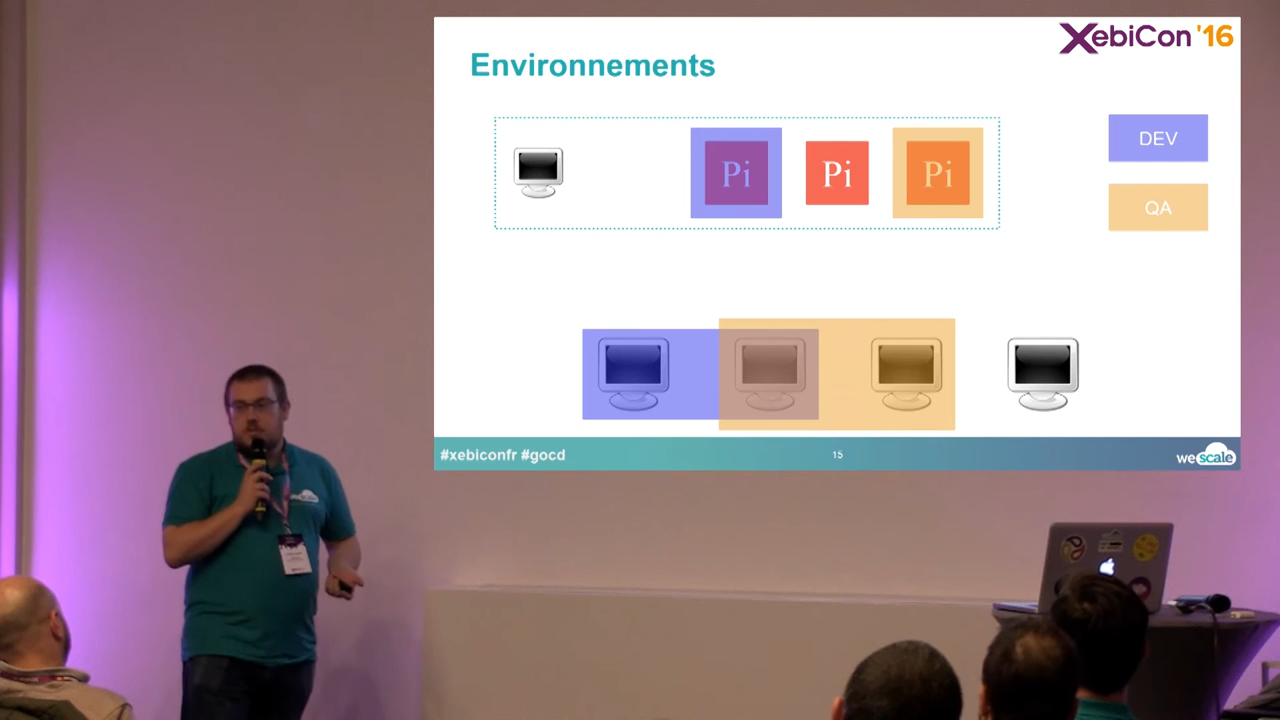 XebiCon '16
Environnements
Pi
Pi
Pi
DEV
QA
#xebiconfr #gocd
15
wescale